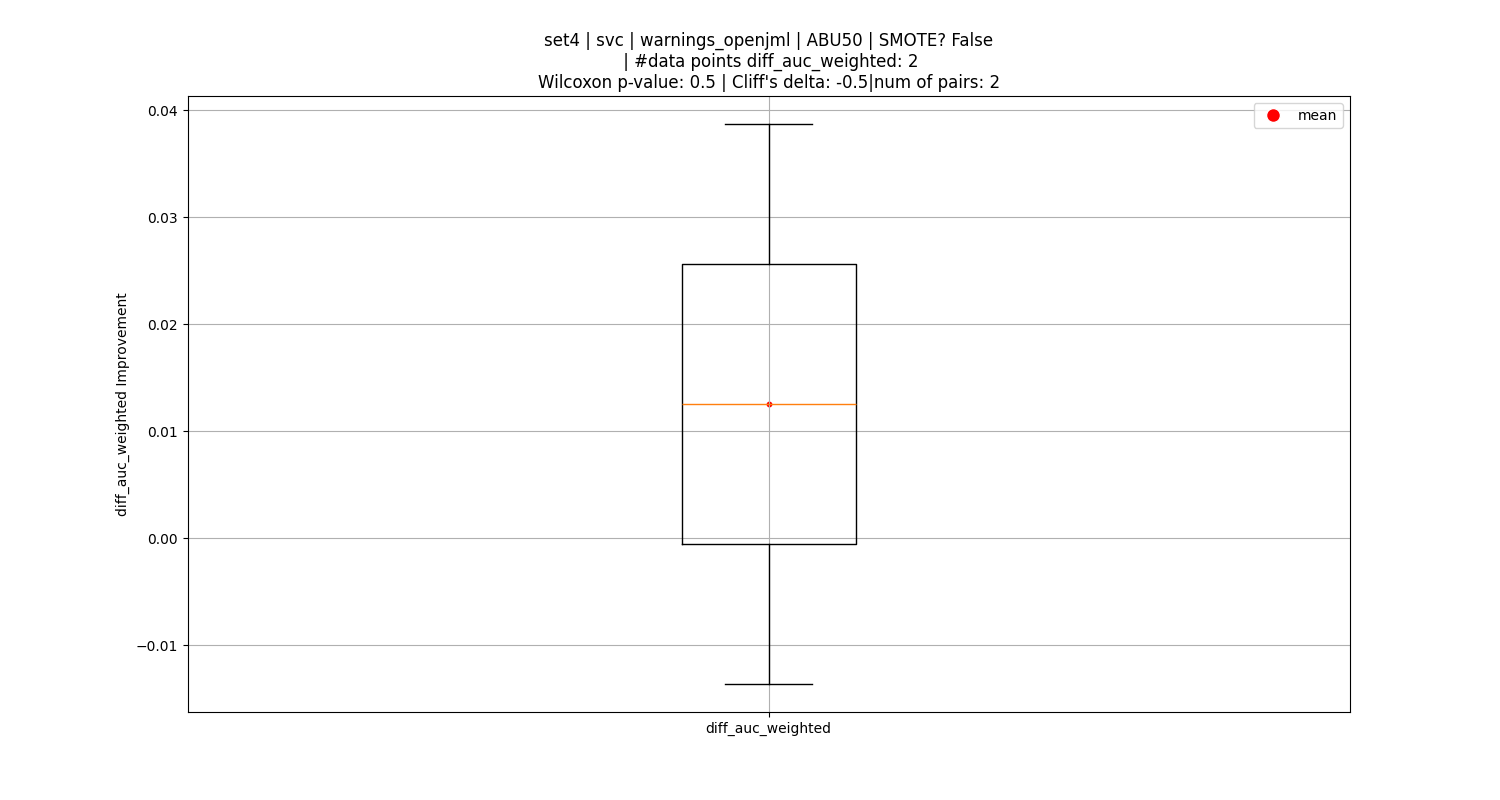 set4 | svc | warnings_openjml | ABU50 | SMOTE? False
| #data points diff_auc_weighted: 2
Wilcoxon p-value: 0.5 | Cliff's delta: -0.5|num of pairs: 2
mean
0.04
0.03
0.02
0.01
0.00
−0.01
diff_auc_weighted Improvement
diff_auc_weighted